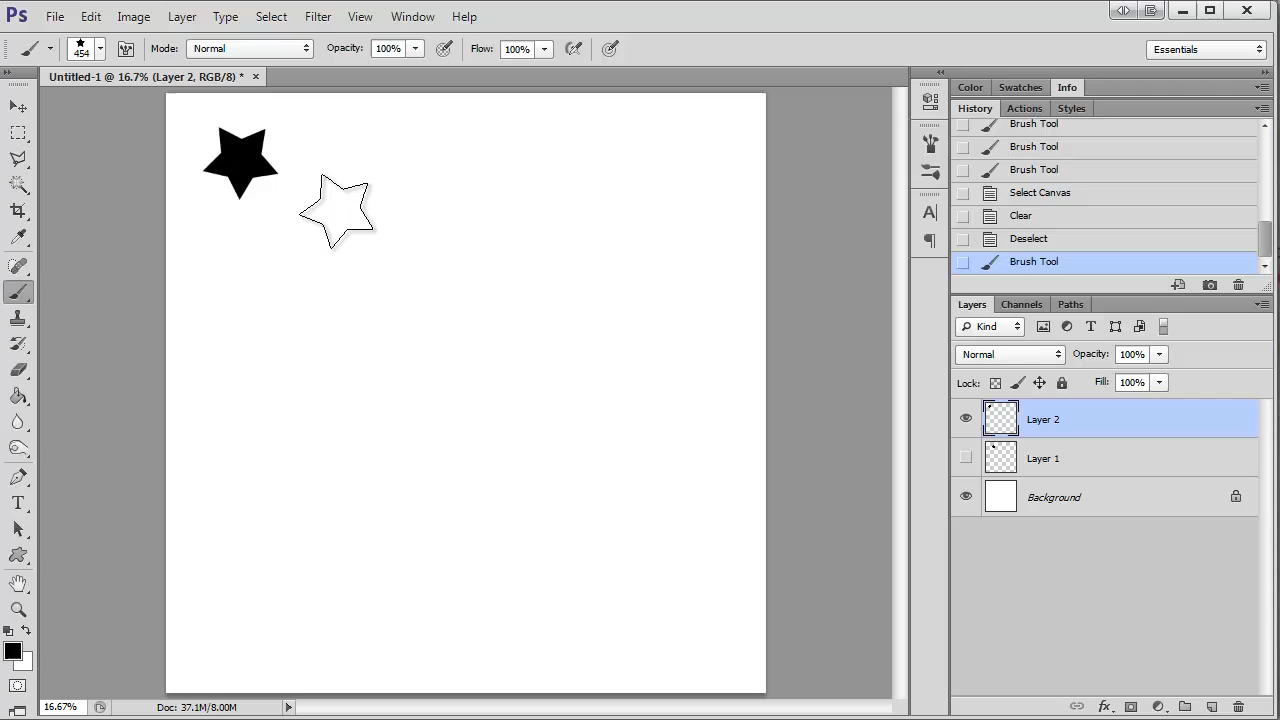 Ps File Edit Image Layer Type Select Filter View Window Help
454 Mode: Normal Opacity: 100% Flow: 100% Essentials
Untitled-1 @ 16.7% (Layer 2, RGB/8) * ×
Color Swatches Info
History Actions Styles
Brush Tool
Brush Tool
Brush Tool
Select Canvas
Clear
Deselect
Brush Tool
Layers Channels Paths
Kind
Normal Opacity: 100%
Lock: Fill: 100%
Layer 2
Layer 1
Background
16.67% Doc: 37.1M/8.00M